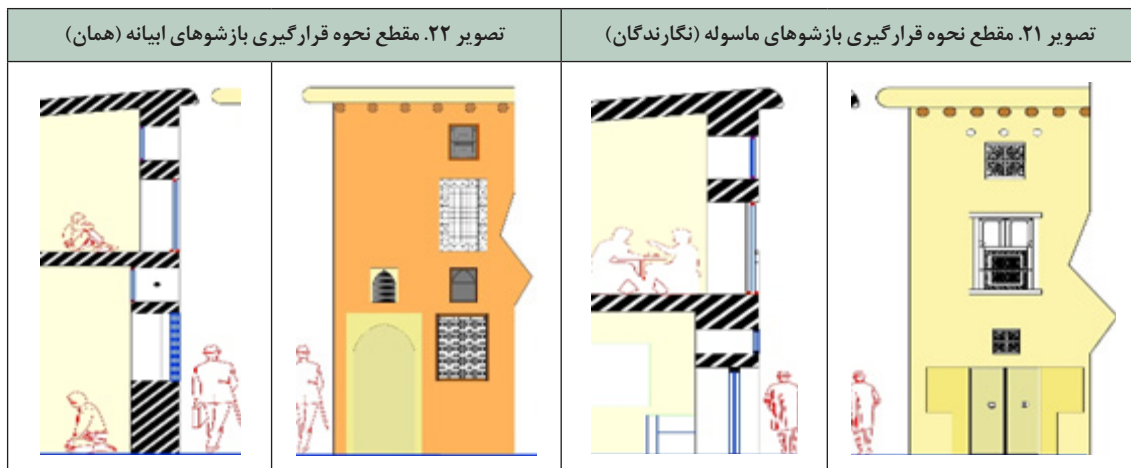 تصویر ۲۱. مقطع نحوه قرارگیری بازشوهای ماسوله (نگارندگان)
تصویر ۲۲. مقطع نحوه قرارگیری بازشوهای ابیانه (همان)